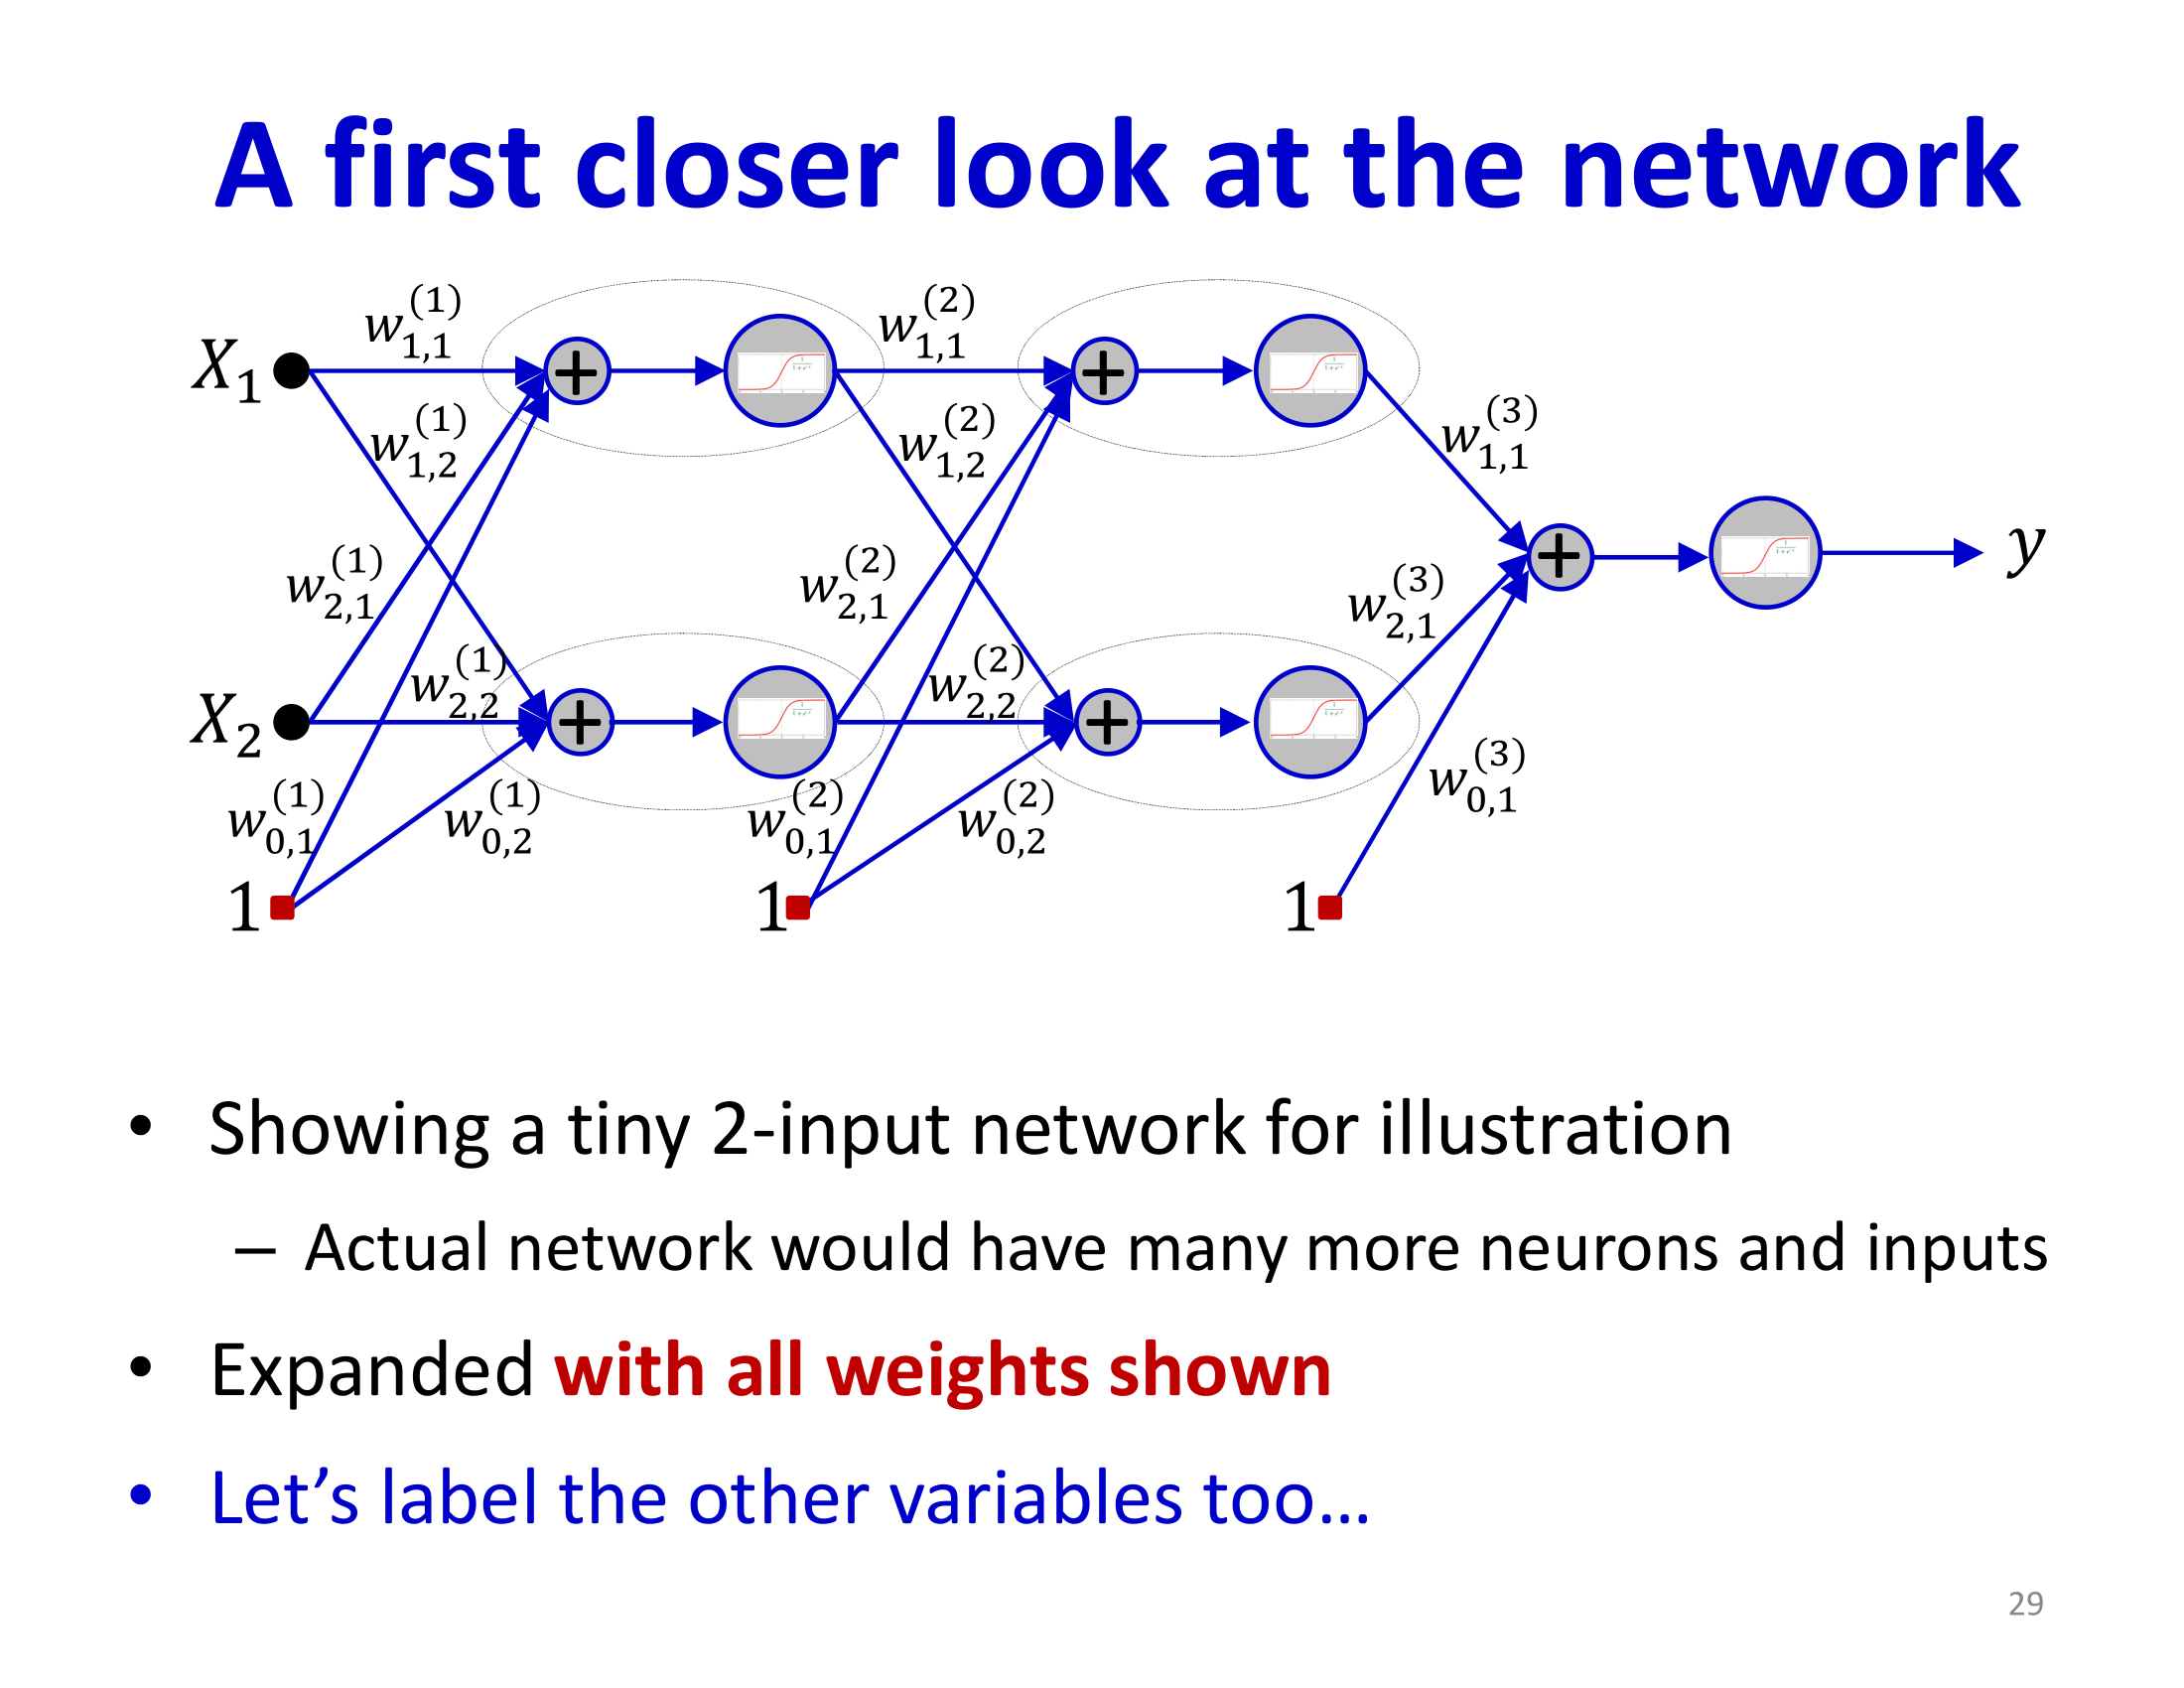 A first closer look at the network
w_{1,1}^{(1)} w_{1,1}^{(2)}
X_1
w_{1,2}^{(1)} w_{1,2}^{(2)} w_{1,1}^{(3)}
w_{2,1}^{(1)} w_{2,1}^{(2)} w_{2,1}^{(3)} y
w_{2,2}^{(1)} w_{2,2}^{(2)}
X_2
w_{0,1}^{(1)} w_{0,2}^{(1)} w_{0,1}^{(2)} w_{0,2}^{(2)} w_{0,1}^{(3)}
1 1 1
• Showing a tiny 2-input network for illustration
– Actual network would have many more neurons and inputs
• Expanded with all weights shown
• Let’s label the other variables too…
29